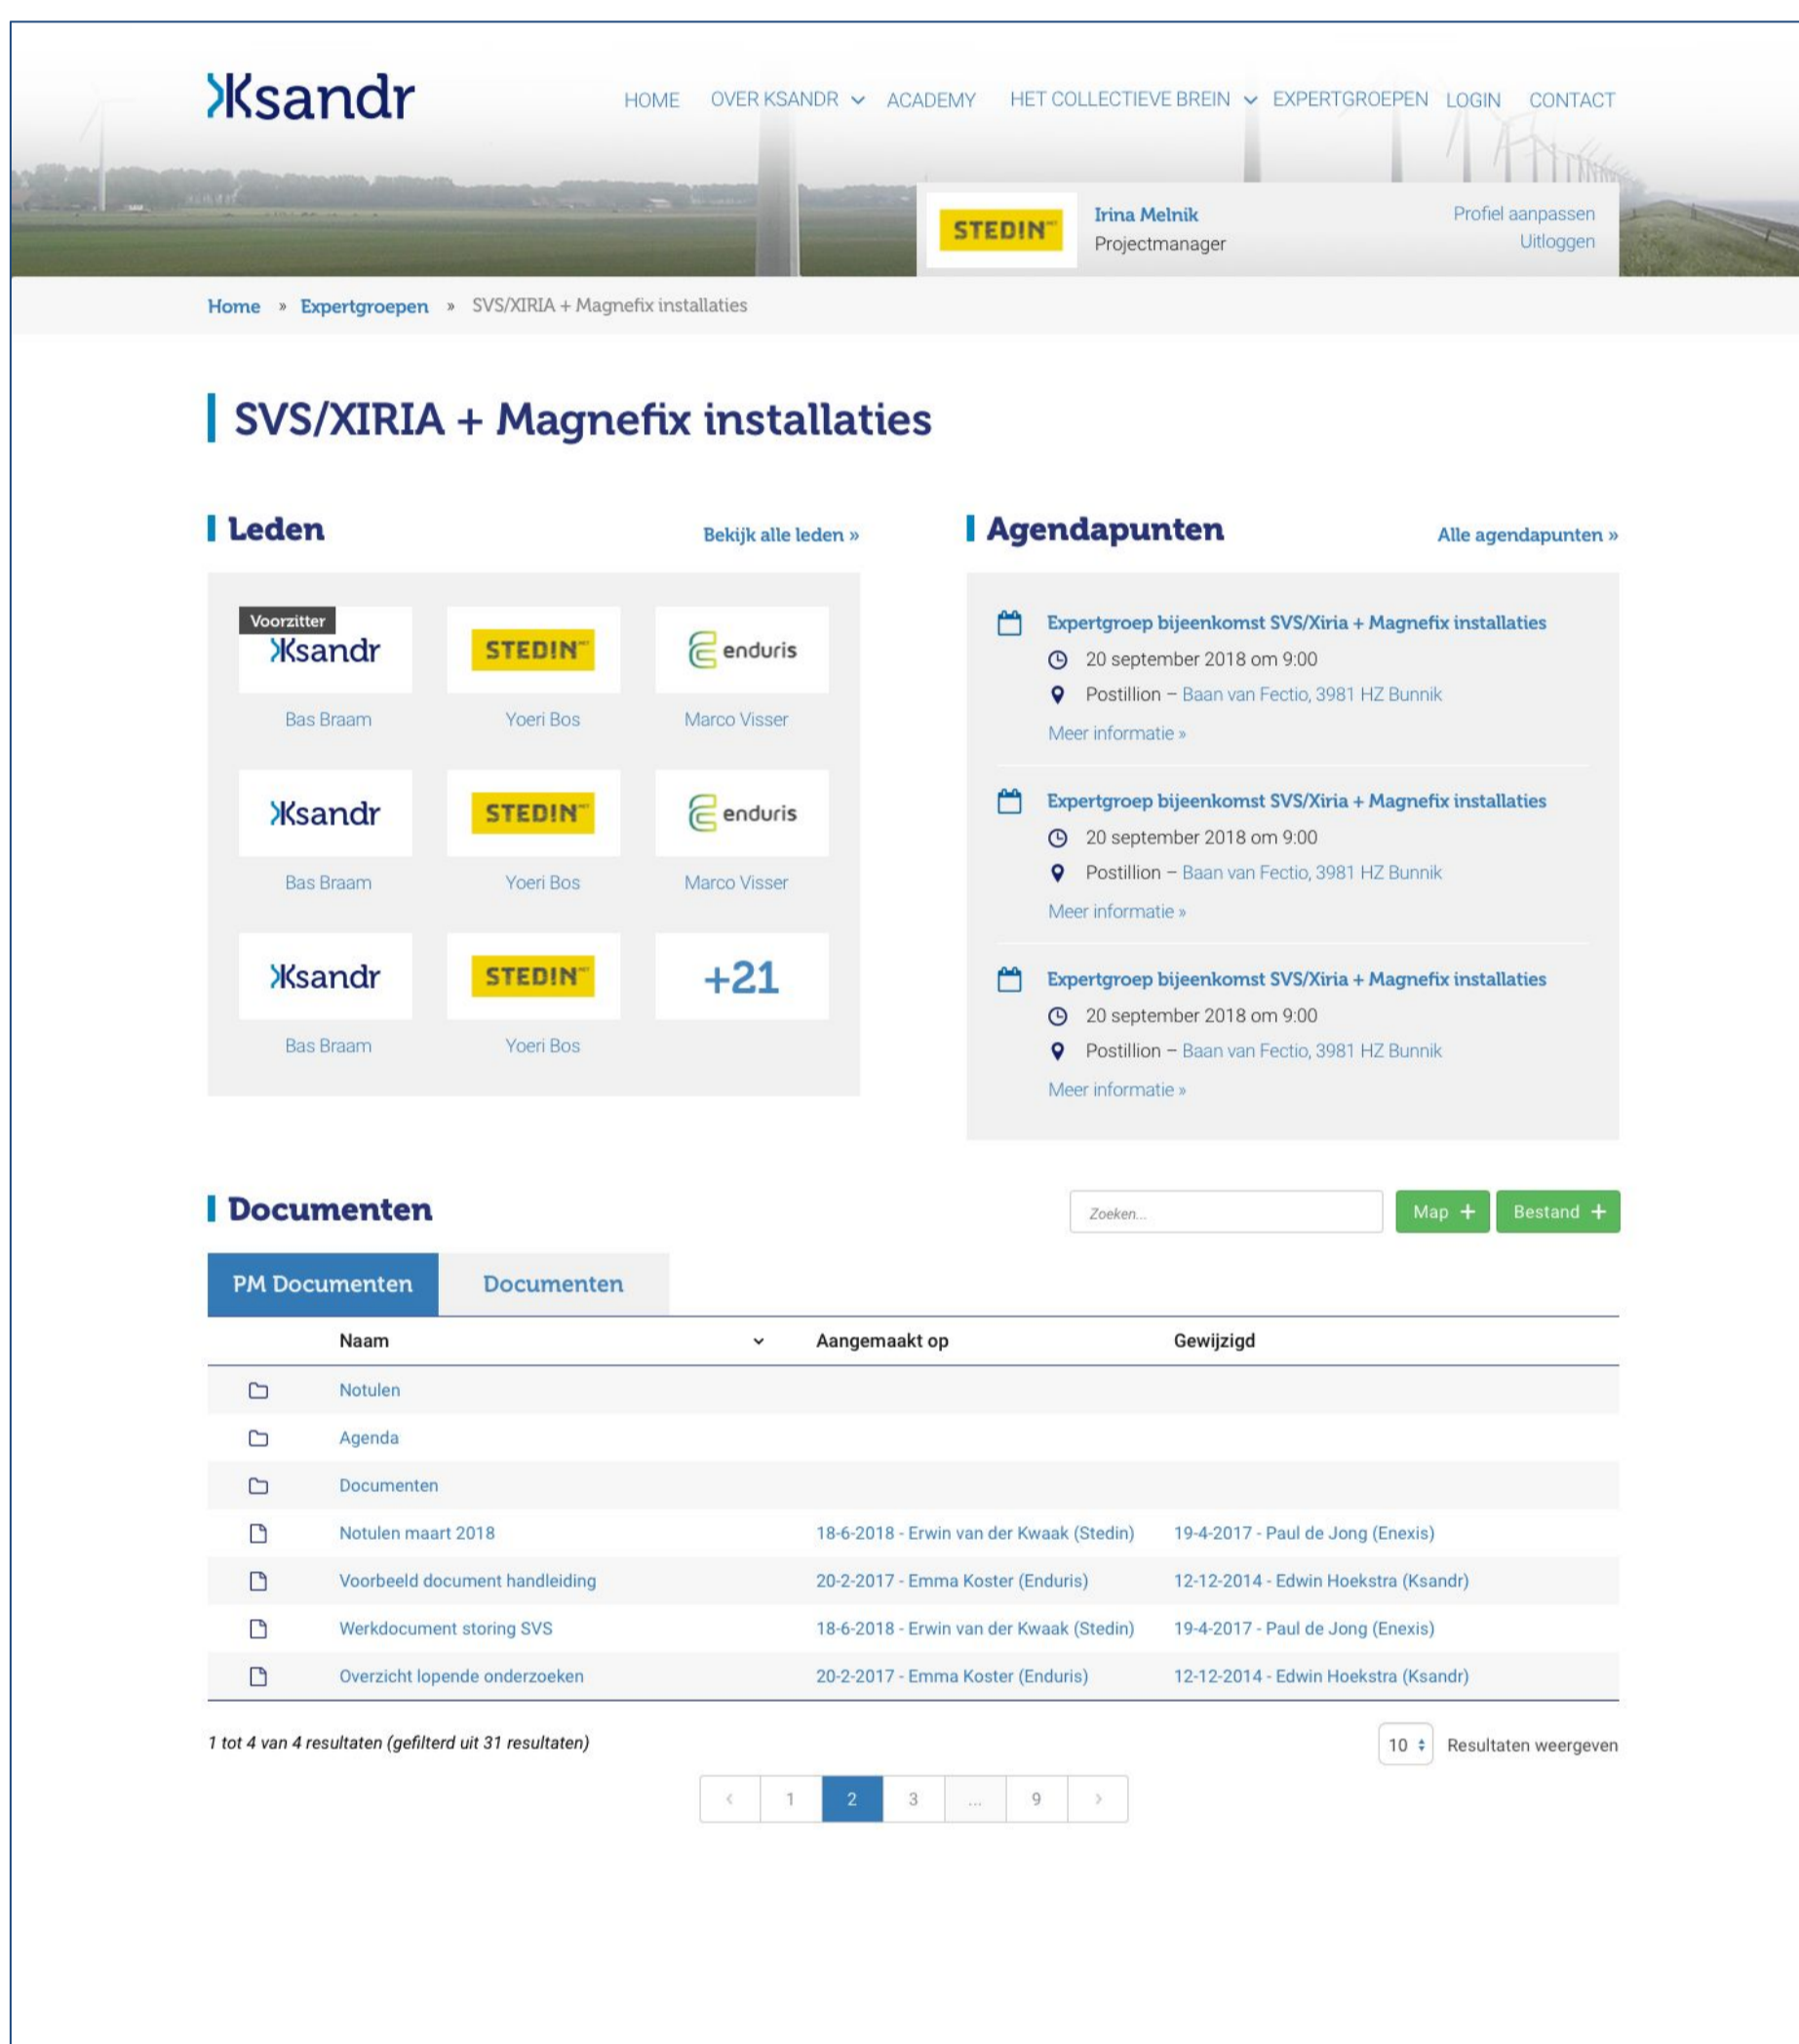 Ksandr
HOME OVER KSANDR ACADEMY HET COLLECTIEVE BREIN EXPERTGROEPEN LOGIN CONTACT
STEDIN NET
Irina Melnik
Projectmanager
Profiel aanpassen
Uitloggen
Home » Expertgroepen » SVS/XIRIA + Magnefix installaties
SVS/XIRIA + Magnefix installaties
Leden
Bekijk alle leden »
Voorzitter
Ksandr STEDIN NET enduris
Bas Braam Yoeri Bos Marco Visser
Ksandr STEDIN NET enduris
Bas Braam Yoeri Bos Marco Visser
Ksandr STEDIN NET +21
Bas Braam Yoeri Bos
Agendapunten
Alle agendapunten »
Expertgroep bijeenkomst SVS/Xiria + Magnefix installaties
20 september 2018 om 9:00
Postillion – Baan van Fectio, 3981 HZ Bunnik
Meer informatie »
Expertgroep bijeenkomst SVS/Xiria + Magnefix installaties
20 september 2018 om 9:00
Postillion – Baan van Fectio, 3981 HZ Bunnik
Meer informatie »
Expertgroep bijeenkomst SVS/Xiria + Magnefix installaties
20 september 2018 om 9:00
Postillion – Baan van Fectio, 3981 HZ Bunnik
Meer informatie »
Documenten
Zoeken...
Map +
Bestand +
PM Documenten Documenten
Naam Aangemaakt op Gewijzigd
Notulen
Agenda
Documenten
Notulen maart 2018 18-6-2018 - Erwin van der Kwaak (Stedin) 19-4-2017 - Paul de Jong (Enexis)
Voorbeeld document handleiding 20-2-2017 - Emma Koster (Enduris) 12-12-2014 - Edwin Hoekstra (Ksandr)
Werkdocument storing SVS 18-6-2018 - Erwin van der Kwaak (Stedin) 19-4-2017 - Paul de Jong (Enexis)
Overzicht lopende onderzoeken 20-2-2017 - Emma Koster (Enduris) 12-12-2014 - Edwin Hoekstra (Ksandr)
1 tot 4 van 4 resultaten (gefilterd uit 31 resultaten)
10 Resultaten weergeven
‹ 1 2 3 ... 9 ›